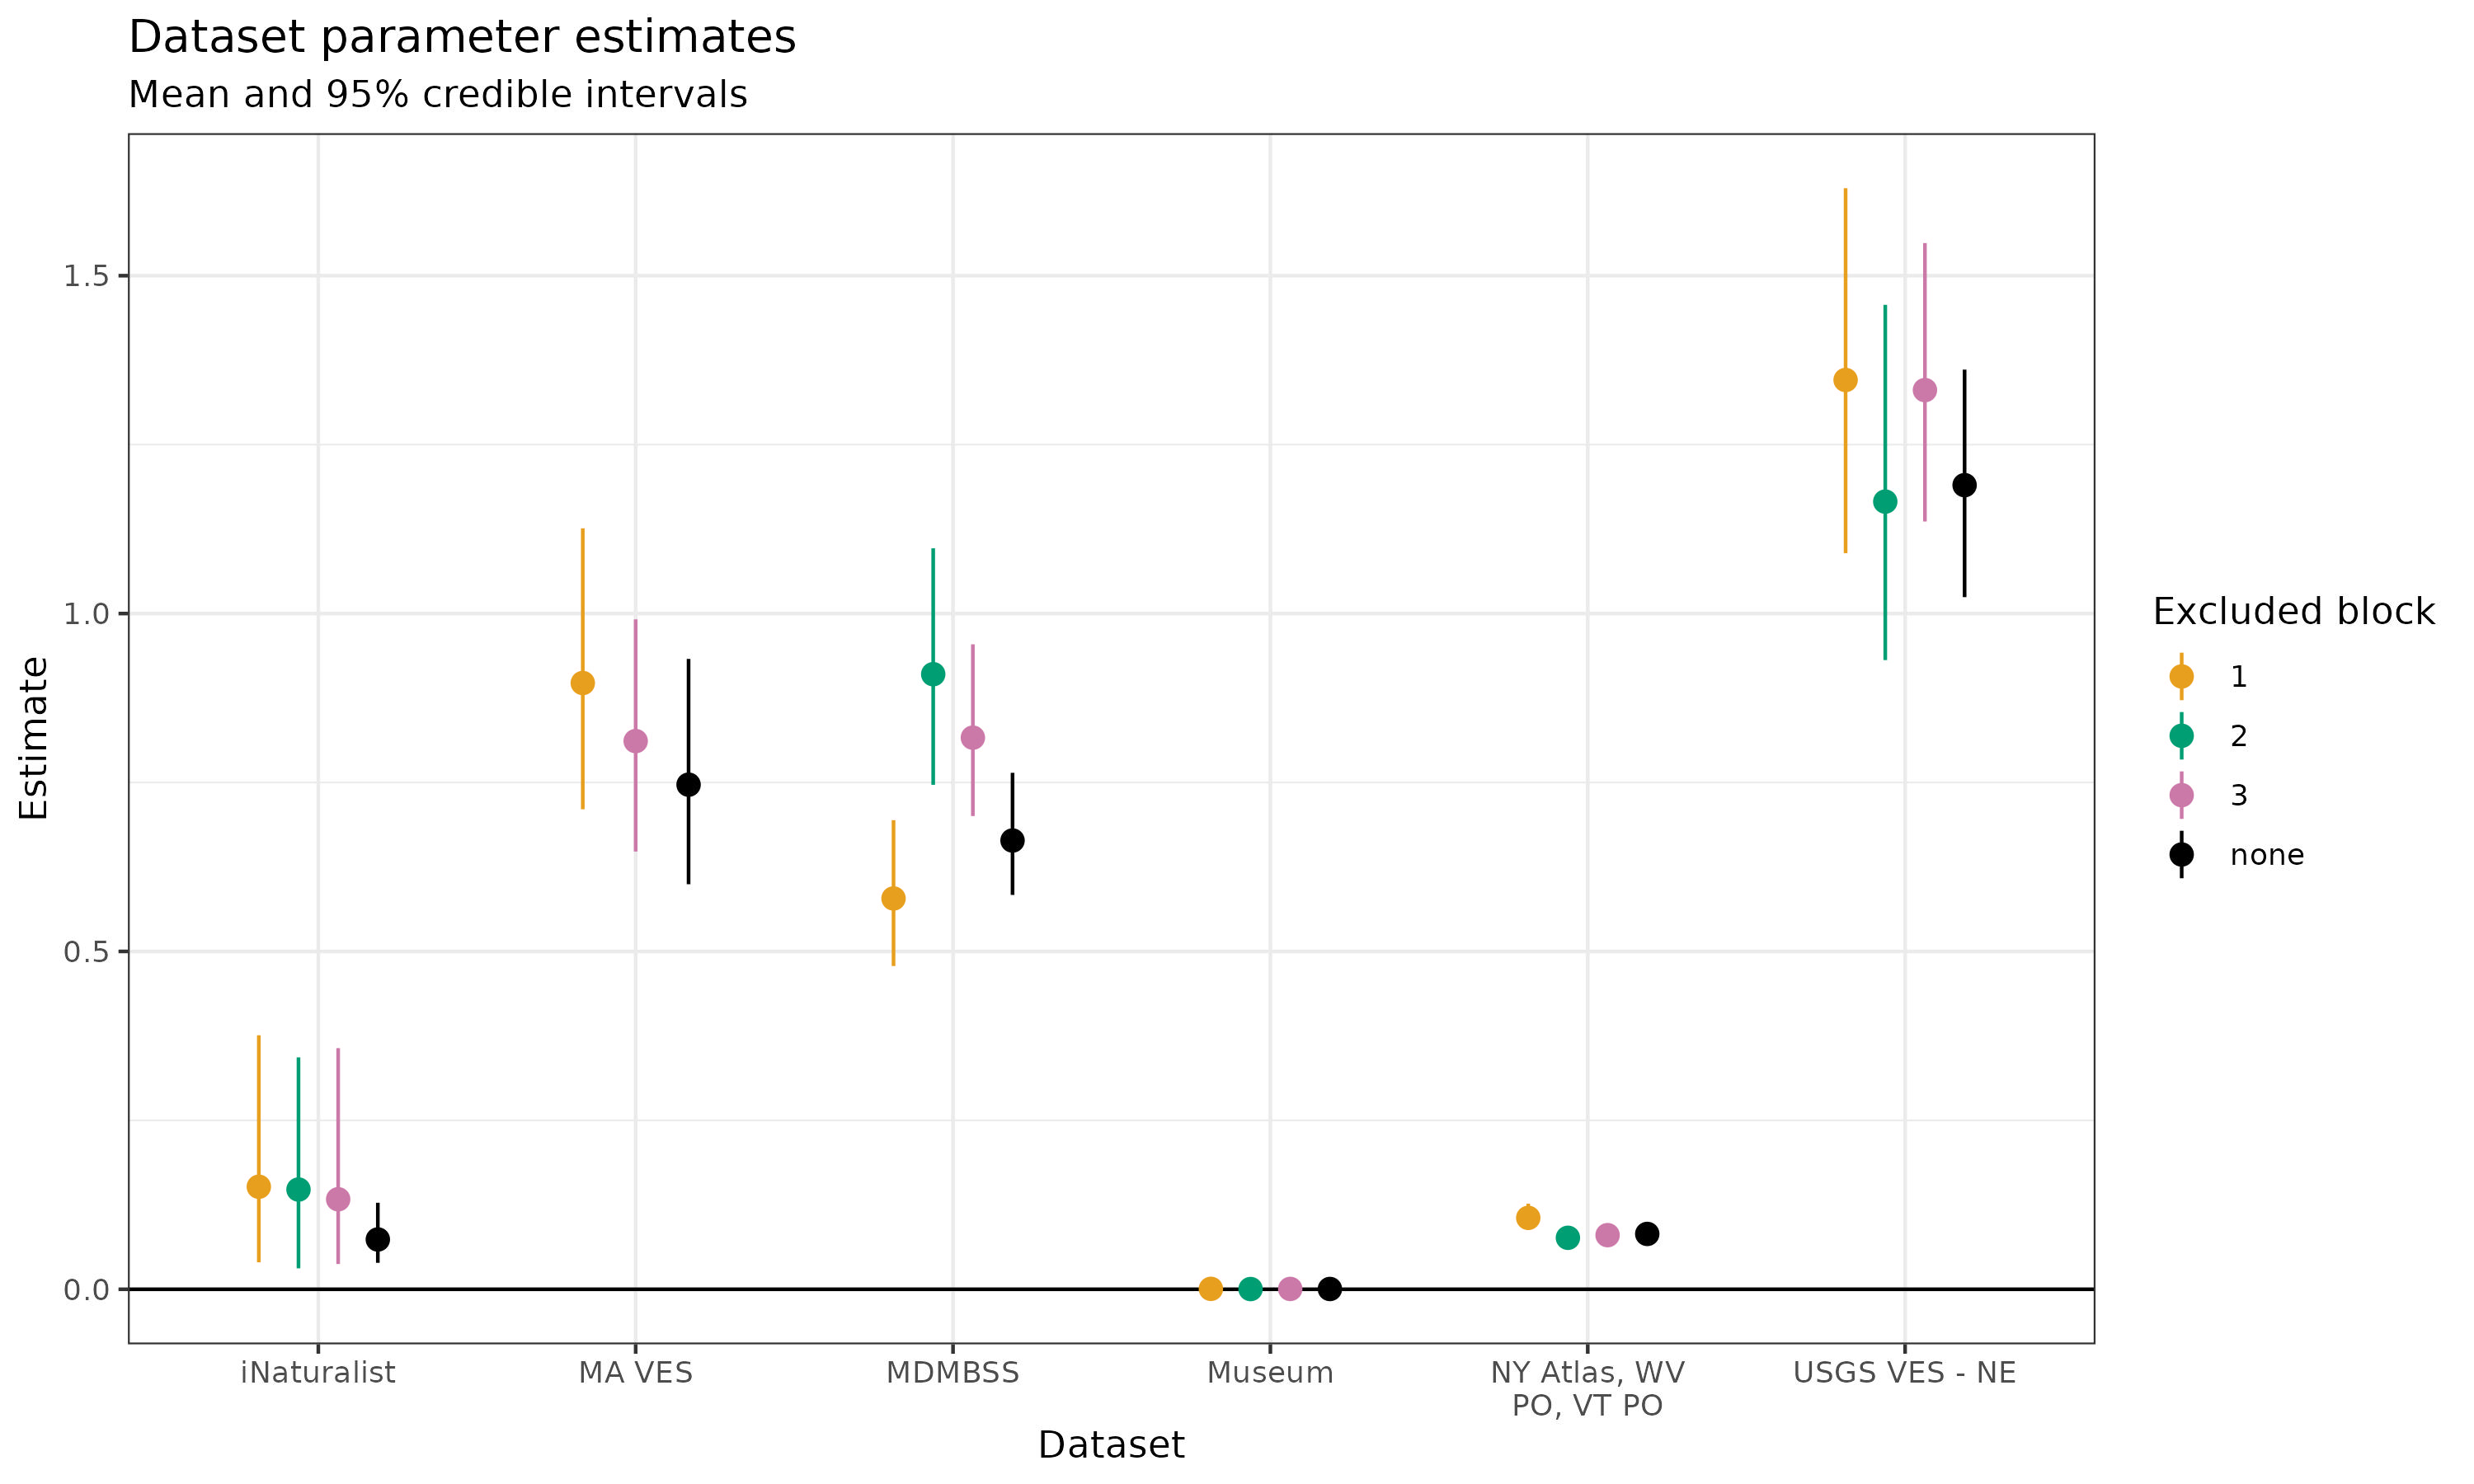 Dataset parameter estimates
Mean and 95% credible intervals
Estimate
1.5
1.0
0.5
0.0
iNaturalist
MA VES
MDMBSS
Museum
NY Atlas, WV
PO, VT PO
USGS VES - NE
Dataset
Excluded block
1
2
3
none